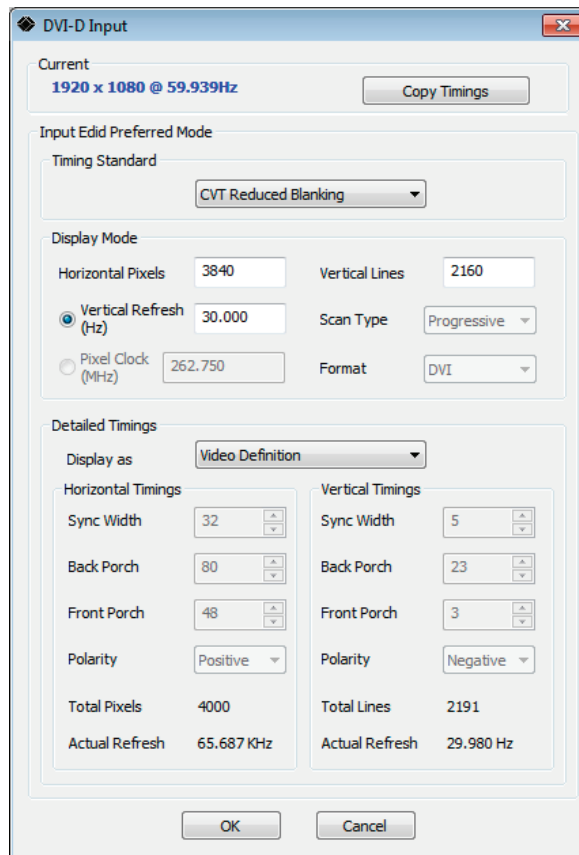 DVI-D Input
Current
1920 x 1080 @ 59.939Hz
Copy Timings
Input Edid Preferred Mode
Timing Standard
CVT Reduced Blanking
Display Mode
Horizontal Pixels 3840 Vertical Lines 2160
Vertical Refresh (Hz) 30.000 Scan Type Progressive
Pixel Clock (MHz) 262.750 Format DVI
Detailed Timings
Display as Video Definition
Horizontal Timings Vertical Timings
Sync Width 32 Sync Width 5
Back Porch 80 Back Porch 23
Front Porch 48 Front Porch 3
Polarity Positive Polarity Negative
Total Pixels 4000 Total Lines 2191
Actual Refresh 65.687 KHz Actual Refresh 29.980 Hz
OK Cancel